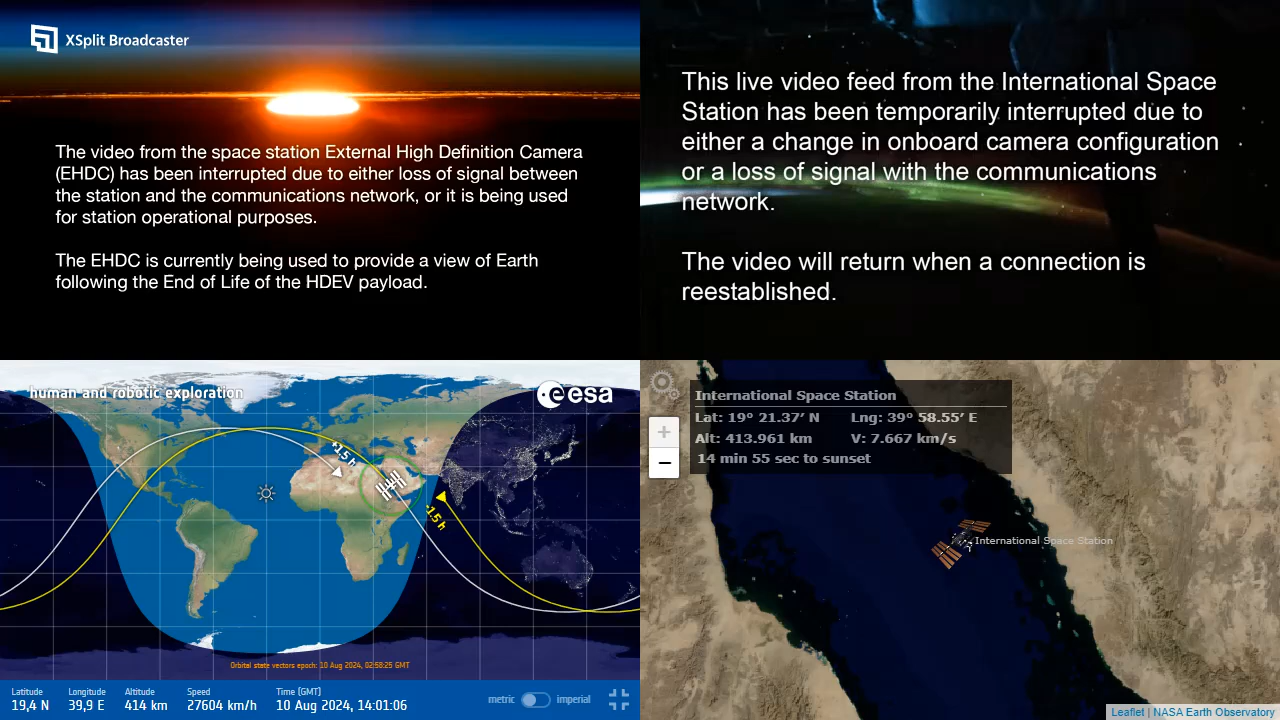 XSplit Broadcaster
The video from the space station External High Definition Camera
(EHDC) has been interrupted due to either loss of signal between
the station and the communications network, or it is being used
for station operational purposes.
The EHDC is currently being used to provide a view of Earth
following the End of Life of the HDEV payload.
This live video feed from the International Space
Station has been temporarily interrupted due to
either a change in onboard camera configuration
or a loss of signal with the communications
network.
The video will return when a connection is
reestablished.
human and robotic exploration
esa
+1.5 h
-1.5 h
Orbital state vectors epoch: 10 Aug 2024, 02:58:25 GMT
Latitude Longitude Altitude Speed Time (GMT)
19,4 N 39,9 E 414 km 27604 km/h 10 Aug 2024, 14:01:06
metric imperial
International Space Station
Lat: 19° 21.37′ N Lng: 39° 58.55′ E
Alt: 413.961 km V: 7.667 km/s
14 min 55 sec to sunset
+
−
International Space Station
Leaflet | NASA Earth Observatory